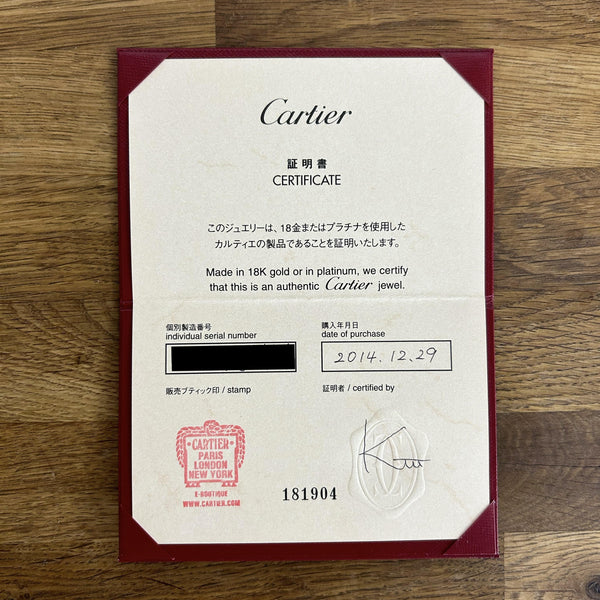 Cartier
証明書
CERTIFICATE
このジュエリーは、18金またはプラチナを使用した
カルティエの製品であることを証明いたします。
Made in 18K gold or in platinum, we certify
that this is an authentic Cartier jewel.
個別製造番号
individual serial number
購入年月日
date of purchase
2014.12.29
販売ブティック印 / stamp
証明者 / certified by
CARTIER
PARIS
LONDON
NEW YORK
E-BOUTIQUE
WWW.CARTIER.COM
181904